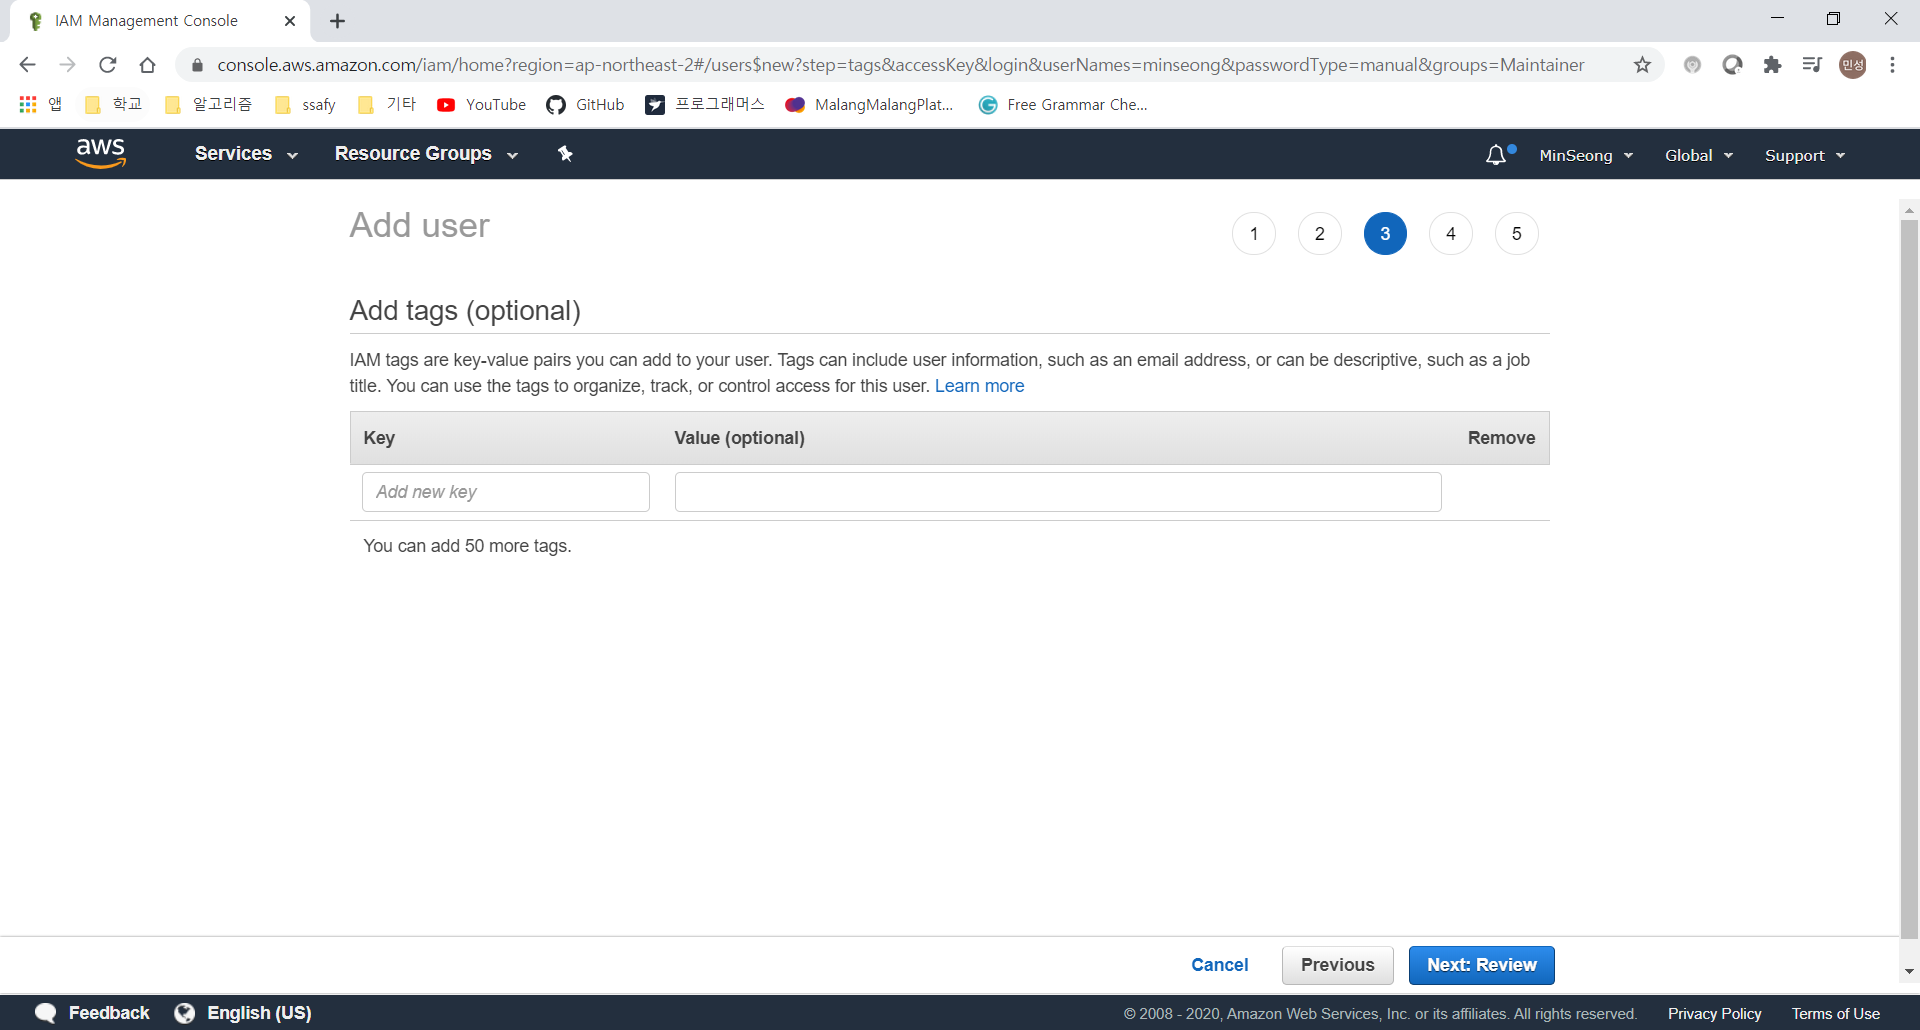 IAM Management Console
console.aws.amazon.com/iam/home?region=ap-northeast-2#/users$new?step=tags&accessKey&login&userNames=minseong&passwordType=manual&groups=Maintainer
민성
앱 학교 알고리즘 ssafy 기타 YouTube GitHub 프로그래머스 MalangMalangPlat... Free Grammar Che...
aws Services Resource Groups MinSeong Global Support
Add user
1 2 3 4 5
Add tags (optional)
IAM tags are key-value pairs you can add to your user. Tags can include user information, such as an email address, or can be descriptive, such as a job
title. You can use the tags to organize, track, or control access for this user. Learn more
Key Value (optional) Remove
Add new key
You can add 50 more tags.
Cancel Previous Next: Review
Feedback English (US) © 2008 - 2020, Amazon Web Services, Inc. or its affiliates. All rights reserved. Privacy Policy Terms of Use